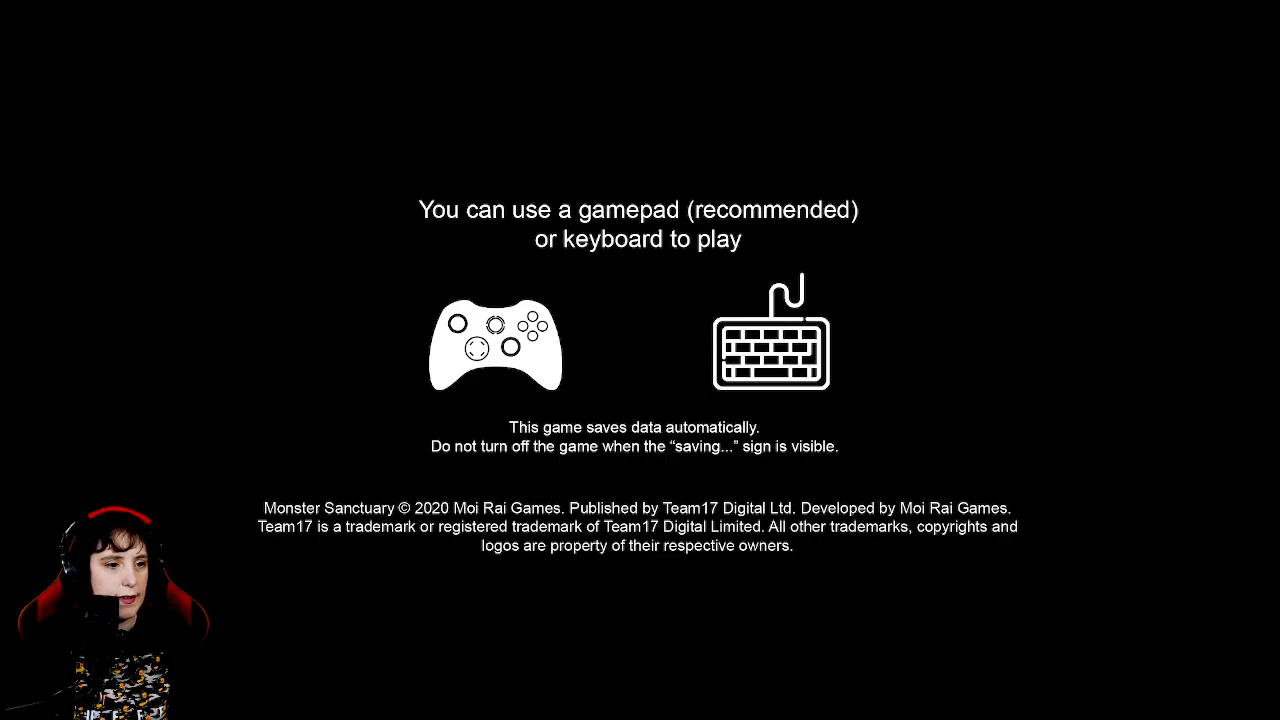 You can use a gamepad (recommended)
or keyboard to play
This game saves data automatically.
Do not turn off the game when the “saving...” sign is visible.
Monster Sanctuary © 2020 Moi Rai Games. Published by Team17 Digital Ltd. Developed by Moi Rai Games.
Team17 is a trademark or registered trademark of Team17 Digital Limited. All other trademarks, copyrights and
logos are property of their respective owners.